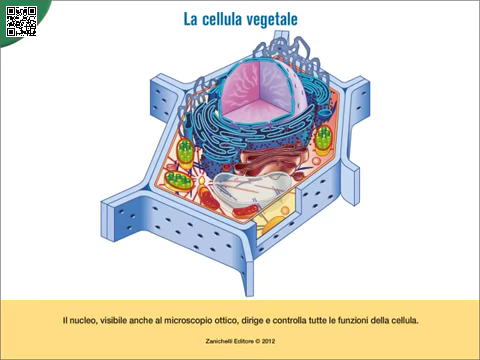 La cellula vegetale
Il nucleo, visibile anche al microscopio ottico, dirige e controlla tutte le funzioni della cellula.
Zanichelli Editore © 2012